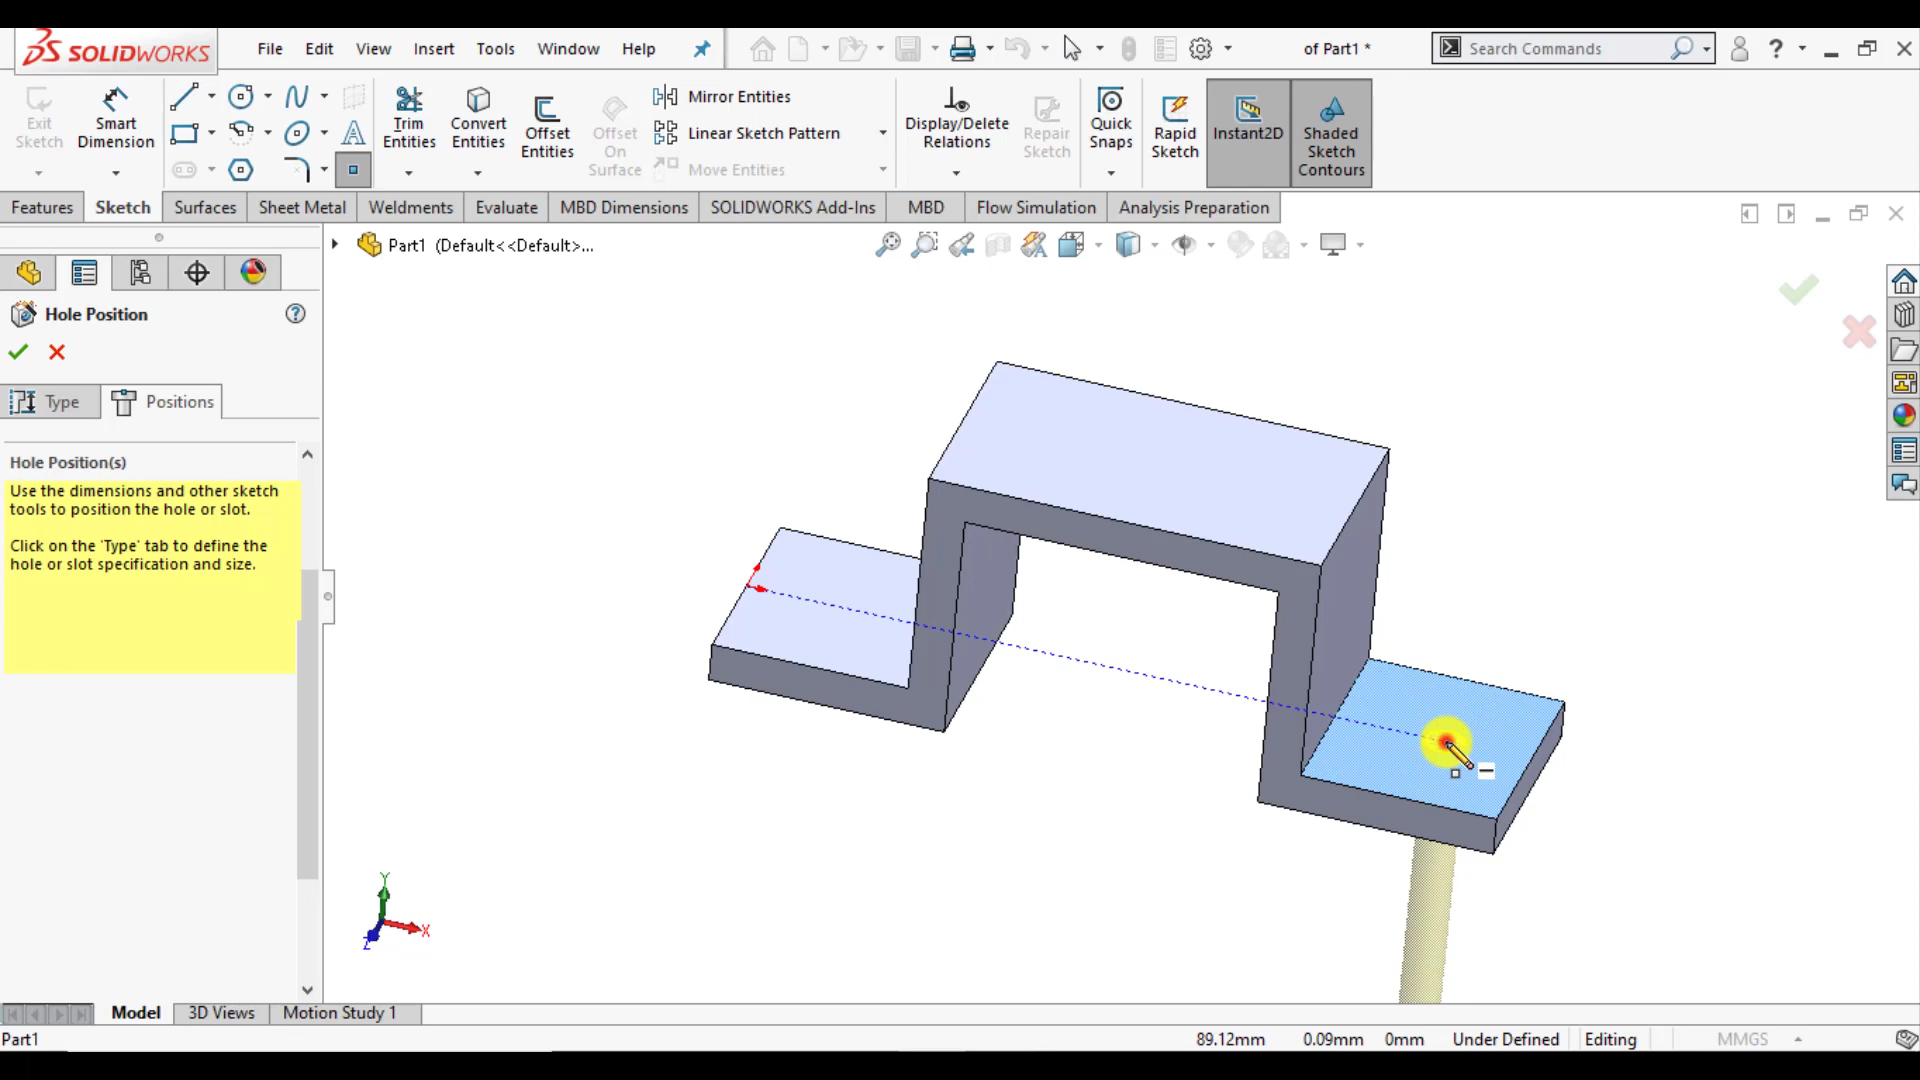 SOLIDWORKS
File Edit View Insert Tools Window Help
of Part1 *
Search Commands
?
Exit Sketch
Smart Dimension
Trim Entities
Convert Entities
Offset Entities
Offset On Surface
Mirror Entities
Linear Sketch Pattern
Move Entities
Display/Delete Relations
Repair Sketch
Quick Snaps
Rapid Sketch
Instant2D
Shaded Sketch Contours
Features Sketch Surfaces Sheet Metal Weldments Evaluate MBD Dimensions SOLIDWORKS Add-Ins MBD Flow Simulation Analysis Preparation
Part1 (Default<<Default>...
Hole Position
?
Type Positions
Hole Position(s)
Use the dimensions and other sketch
tools to position the hole or slot.
Click on the 'Type' tab to define the
hole or slot specification and size.
Y
X
Z
Model 3D Views Motion Study 1
Part1
89.12mm 0.09mm 0mm Under Defined Editing MMGS